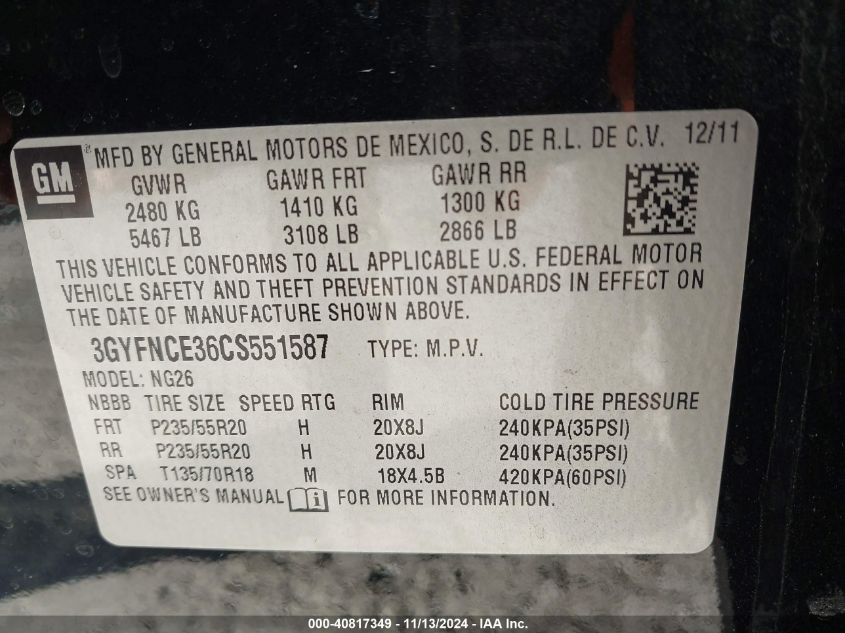 GM ® MFD BY GENERAL MOTORS DE MEXICO, S. DE R.L. DE C.V. 12/11
GVWR GAWR FRT GAWR RR
2480 KG 1410 KG 1300 KG
5467 LB 3108 LB 2866 LB
THIS VEHICLE CONFORMS TO ALL APPLICABLE U.S. FEDERAL MOTOR
VEHICLE SAFETY AND THEFT PREVENTION STANDARDS IN EFFECT ON
THE DATE OF MANUFACTURE SHOWN ABOVE.
3GYFNCE36CS551587 TYPE: M.P.V.
MODEL: NG26
NBBB TIRE SIZE SPEED RTG RIM COLD TIRE PRESSURE
FRT P235/55R20 H 20X8J 240KPA(35PSI)
RR P235/55R20 H 20X8J 240KPA(35PSI)
SPA T135/70R18 M 18X4.5B 420KPA(60PSI)
SEE OWNER'S MANUAL i FOR MORE INFORMATION.
000-40817349 - 11/13/2024 - IAA Inc.